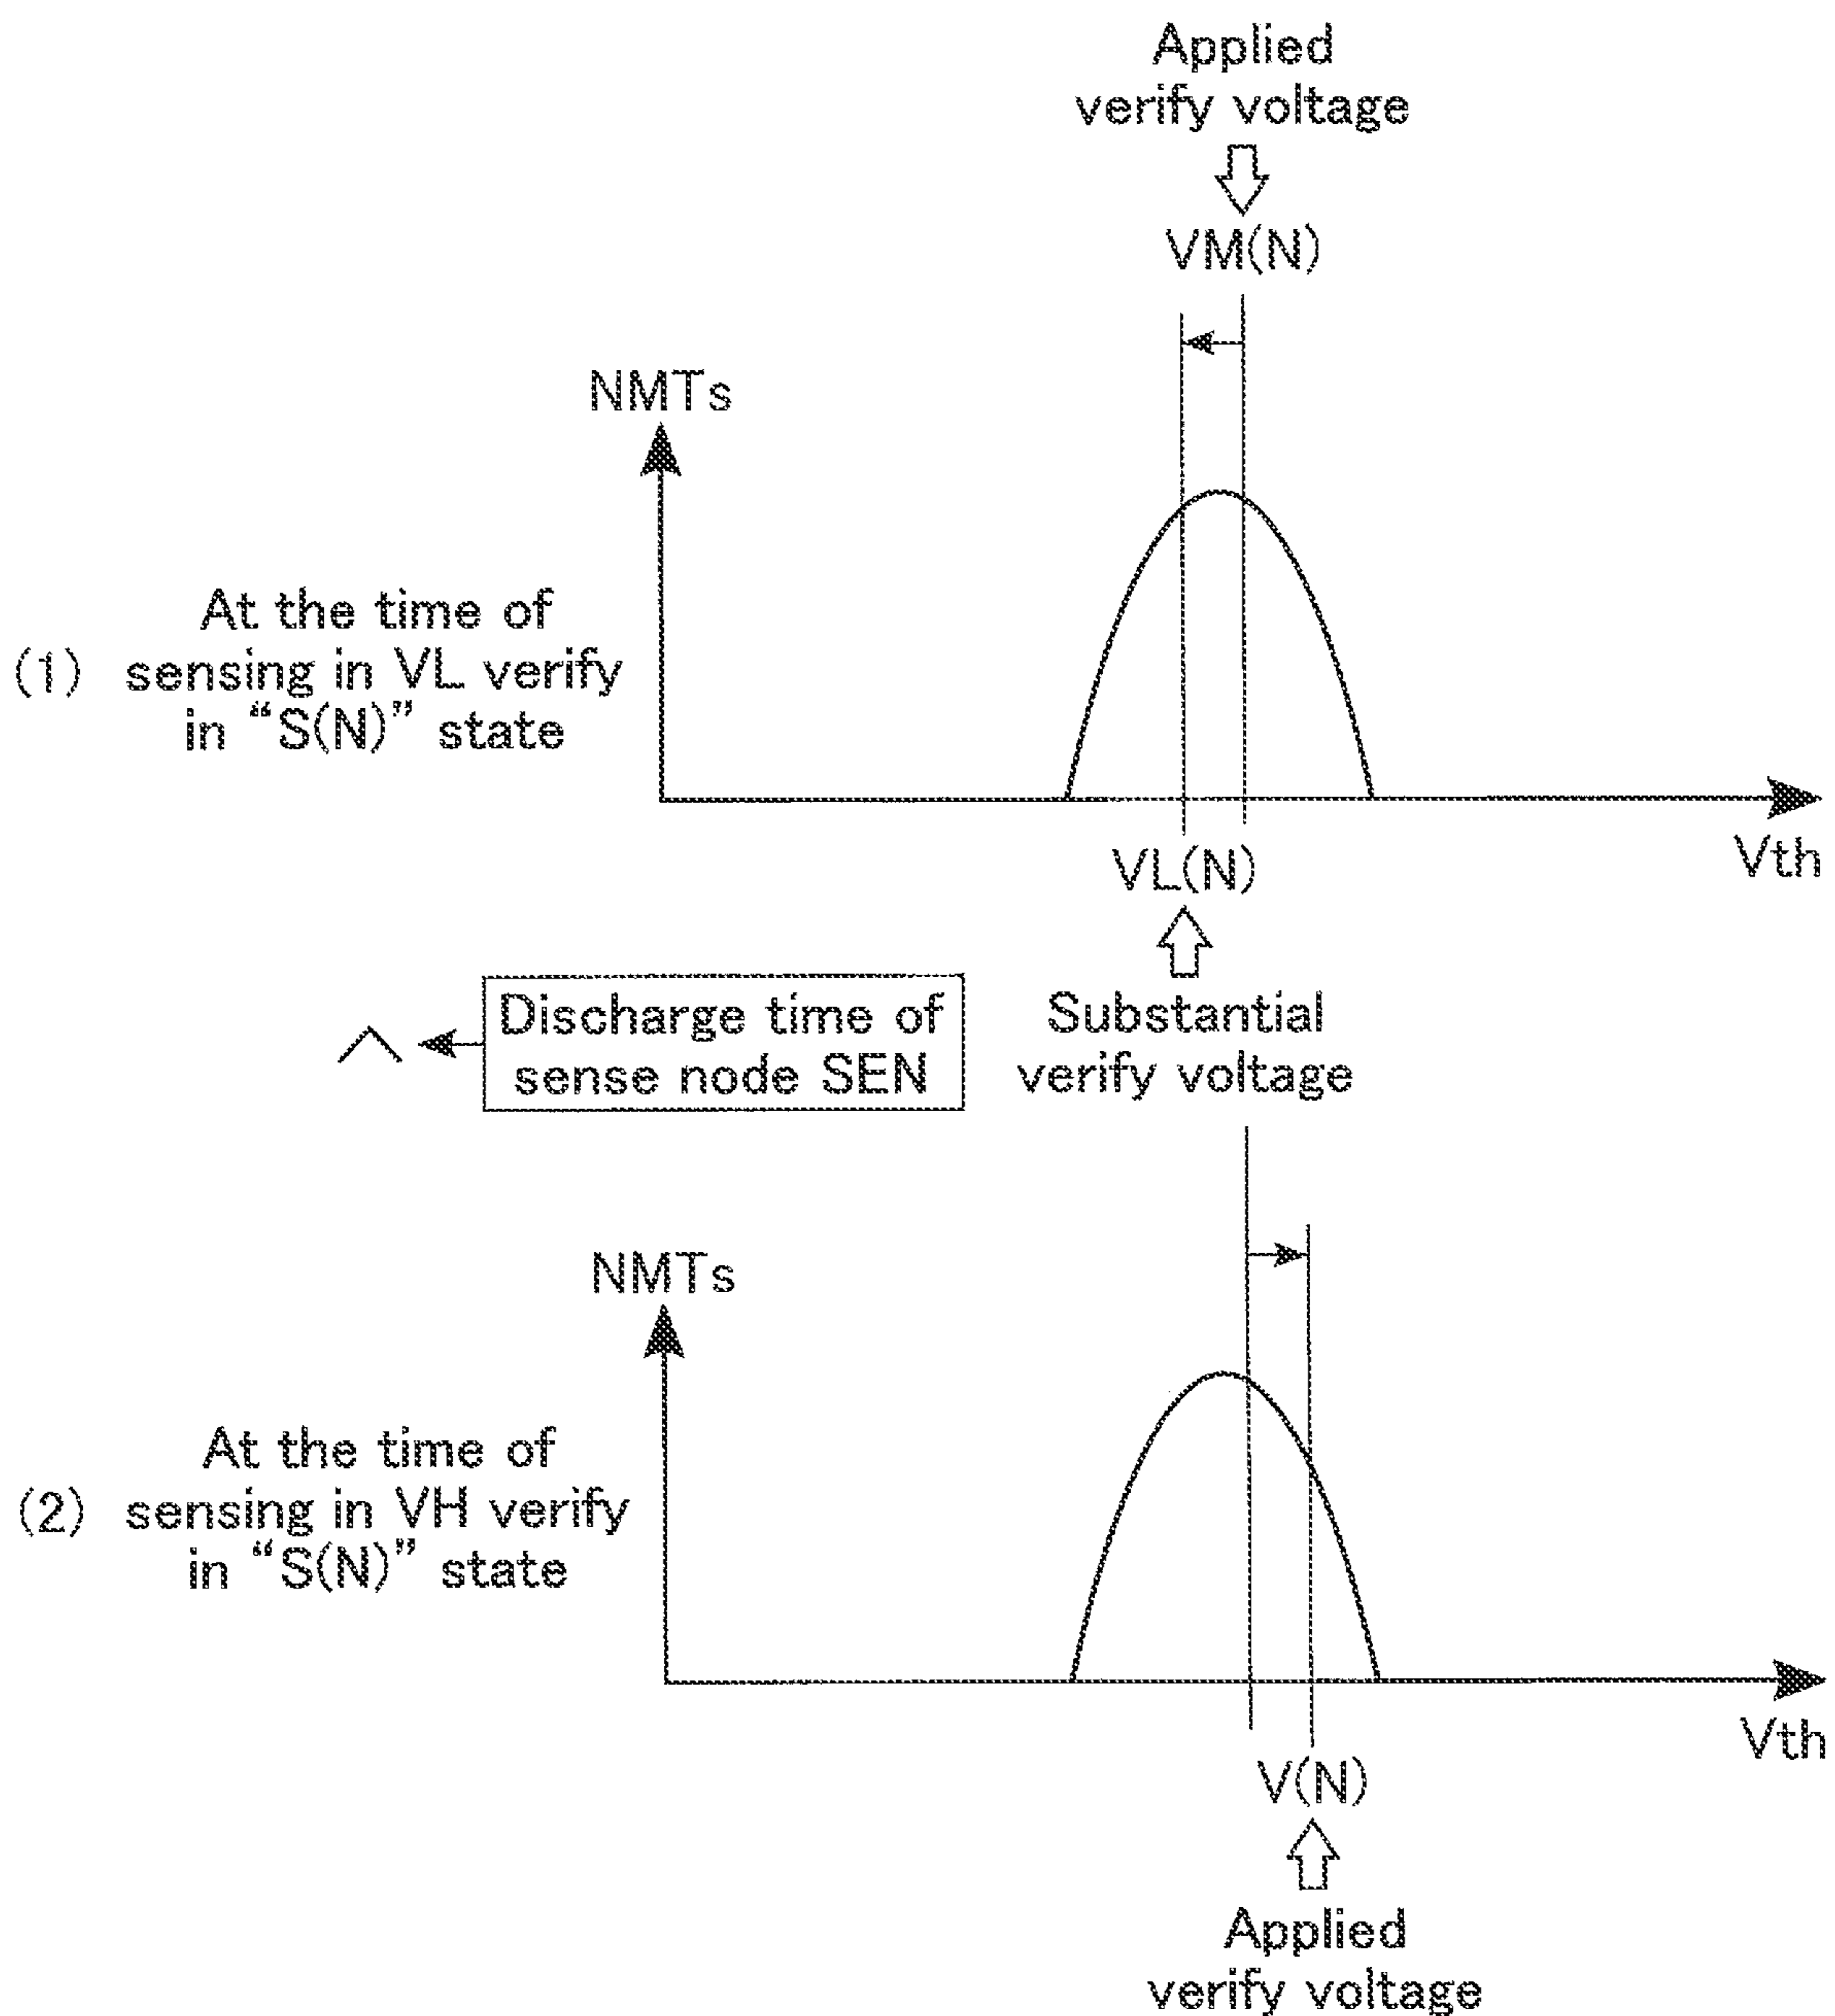 Applied
verify voltage
VM(N)
NMTs
At the time of
(1) sensing in VL verify
in “S(N)” state
Vth
VL(N)
Discharge time of
sense node SEN
Substantial
verify voltage
NMTs
At the time of
(2) sensing in VH verify
in “S(N)” state
Vth
V(N)
Applied
verify voltage